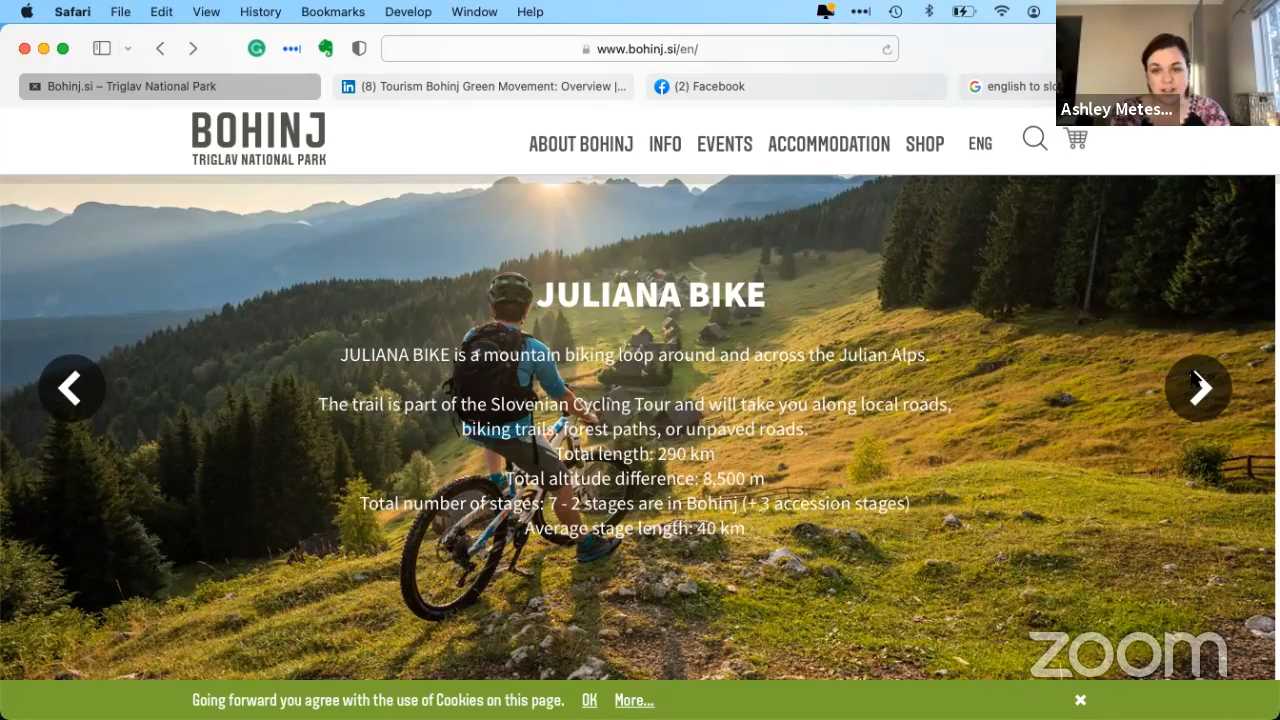 Safari File Edit View History Bookmarks Develop Window Help
www.bohinj.si/en/
Bohinj.si – Triglav National Park
(8) Tourism Bohinj Green Movement: Overview |...
(2) Facebook
english to slo
Ashley Metes...
BOHINJ
TRIGLAV NATIONAL PARK
ABOUT BOHINJ INFO EVENTS ACCOMMODATION SHOP ENG
JULIANA BIKE
JULIANA BIKE is a mountain biking loop around and across the Julian Alps.
The trail is part of the Slovenian Cycling Tour and will take you along local roads,
biking trails, forest paths, or unpaved roads.
Total length: 290 km
Total altitude difference: 8,500 m
Total number of stages: 7 - 2 stages are in Bohinj (+ 3 accession stages)
Average stage length: 40 km
zoom
Going forward you agree with the use of Cookies on this page. OK More...